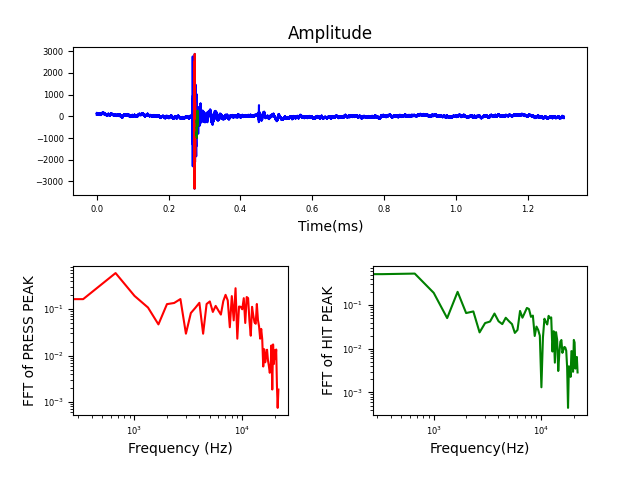 Amplitude
3000
2000
1000
0
−1000
−2000
−3000
0.0 0.2 0.4 0.6 0.8 1.0 1.2
Time(ms)
FFT of PRESS PEAK
10⁻¹
10⁻²
10⁻³
10³ 10⁴
Frequency (Hz)
FFT of HIT PEAK
10⁻¹
10⁻²
10⁻³
10³ 10⁴
Frequency(Hz)